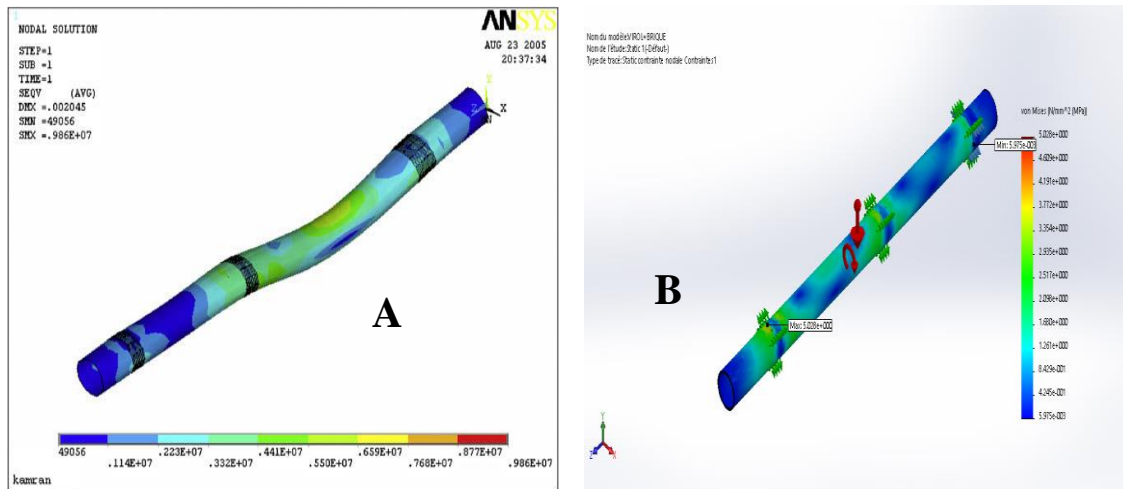 1
NODAL SOLUTION
STEP=1
SUB =1
TIME=1
SEQV (AVG)
DMX =.002045
SMN =49056
SMX =.986E+07
ANSYS
AUG 23 2005
20:37:34
Y
Z X
A
49056 .223E+07 .441E+07 .659E+07 .877E+07
.114E+07 .332E+07 .550E+07 .768E+07 .986E+07
kamran
Nom du modèle:VIROL+BRIQUE
Nom de l'étude:Static 1(-Défaut-)
Type de tracé:Static contrainte nodale Contraintes1
von Mises (N/mm^2 (MPa))
5.028e+000
4.609e+000
4.191e+000
3.772e+000
3.354e+000
2.935e+000
2.517e+000
2.098e+000
1.680e+000
1.261e+000
8.429e-001
4.245e-001
5.975e-003
Min: 5.975e-003
B
Max: 5.028e+000
Y
Z X